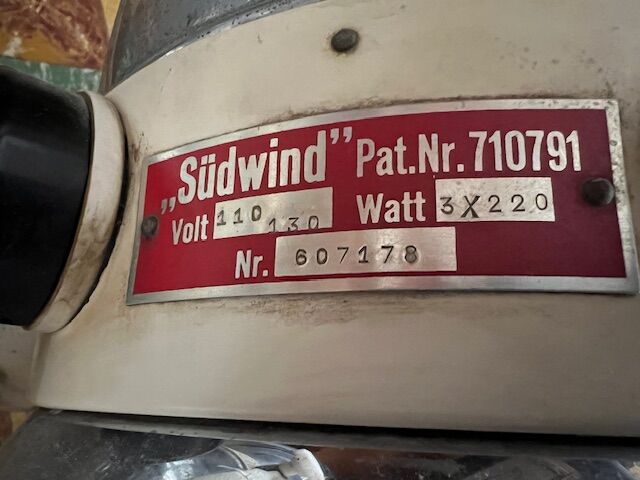 „Südwind” Pat.Nr. 710791
Volt 110 130 Watt 3X220
Nr. 607178